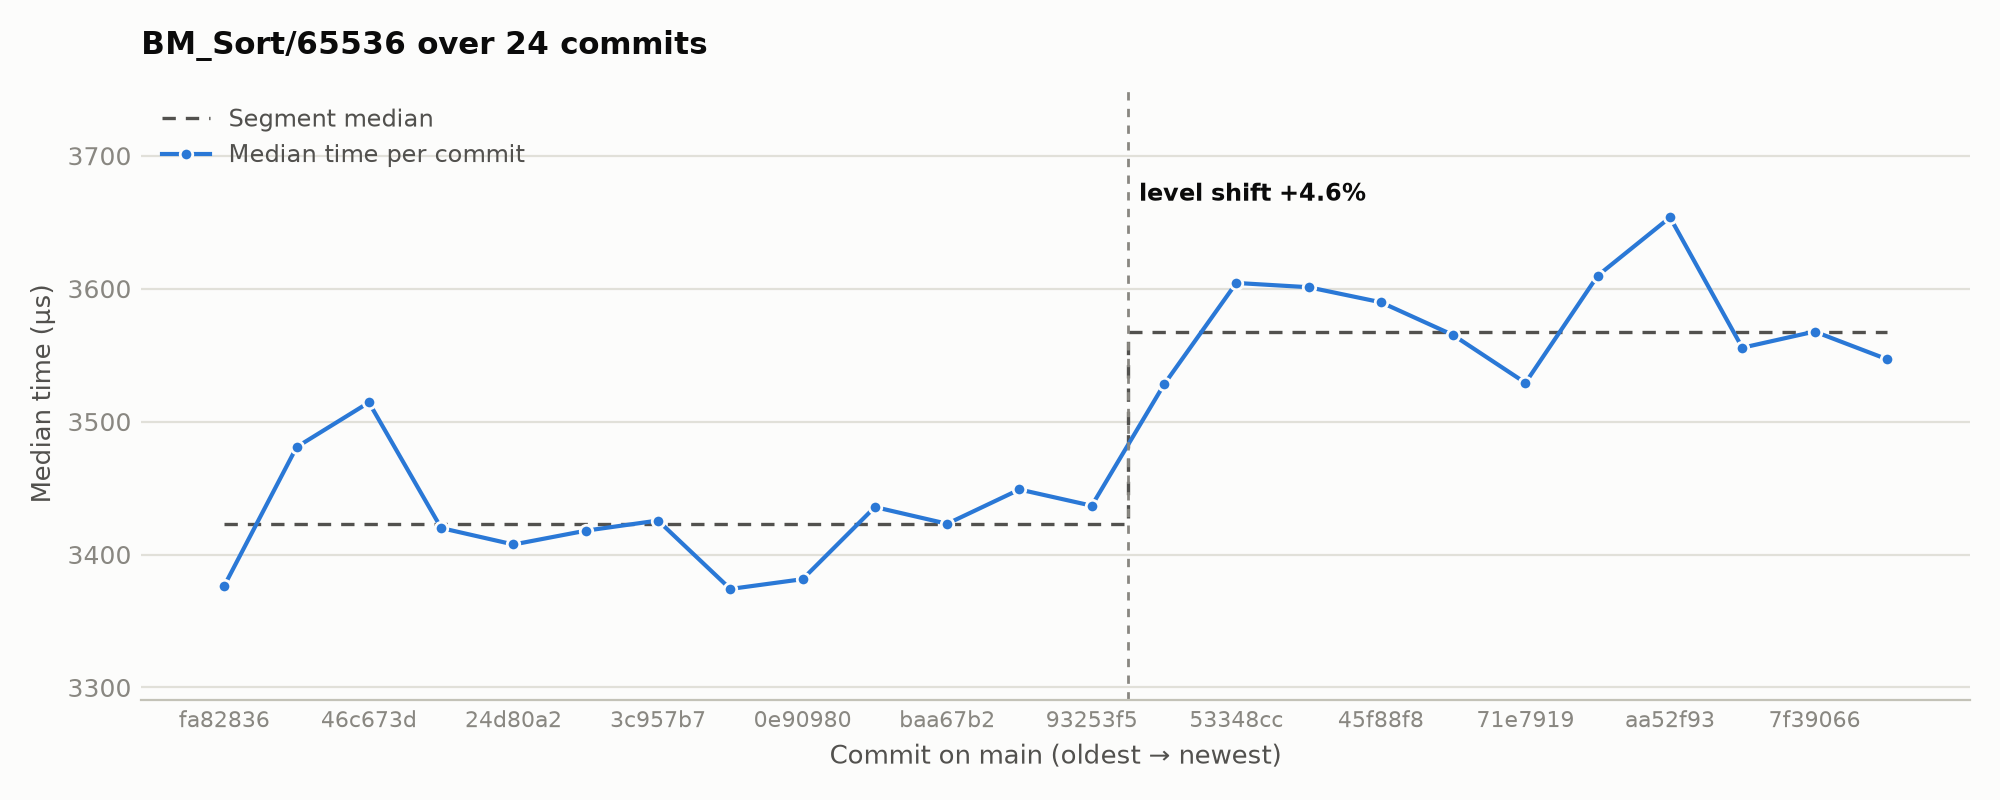 BM_Sort/65536 over 24 commits
Segment median
Median time per commit
level shift +4.6%
Median time (µs)
3700
3600
3500
3400
3300
fa82836 46c673d 24d80a2 3c957b7 0e90980 baa67b2 93253f5 53348cc 45f88f8 71e7919 aa52f93 7f39066
Commit on main (oldest → newest)